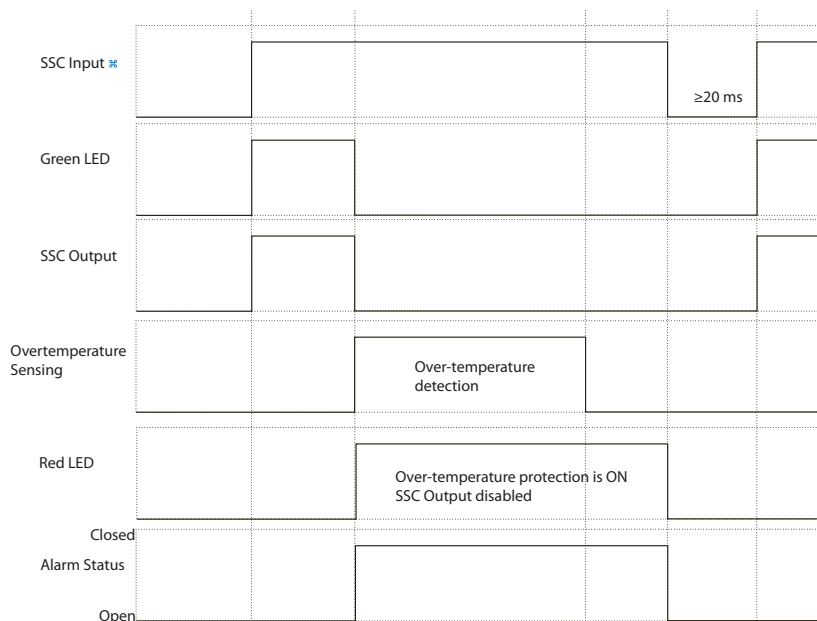 SSC Input ⌘
≥20 ms
Green LED
SSC Output
Overtemperature
Sensing
Over-temperature
detection
Red LED
Over-temperature protection is ON
SSC Output disabled
Closed
Alarm Status
Open